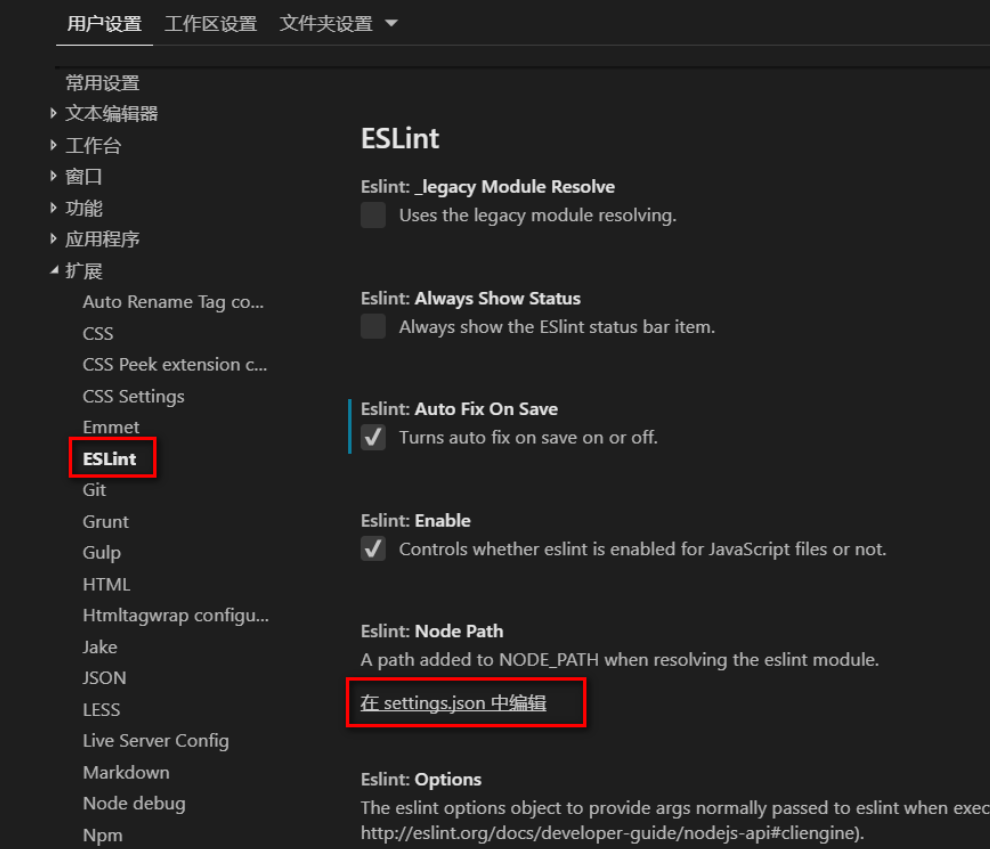 用户设置 工作区设置 文件夹设置
常用设置
文本编辑器
工作台
窗口
功能
应用程序
扩展
Auto Rename Tag co...
CSS
CSS Peek extension c...
CSS Settings
Emmet
ESLint
Git
Grunt
Gulp
HTML
Htmltagwrap configu...
Jake
JSON
LESS
Live Server Config
Markdown
Node debug
Npm
ESLint
Eslint: _legacy Module Resolve
Uses the legacy module resolving.
Eslint: Always Show Status
Always show the ESlint status bar item.
Eslint: Auto Fix On Save
Turns auto fix on save on or off.
Eslint: Enable
Controls whether eslint is enabled for JavaScript files or not.
Eslint: Node Path
A path added to NODE_PATH when resolving the eslint module.
在 settings.json 中编辑
Eslint: Options
The eslint options object to provide args normally passed to eslint when exec
http://eslint.org/docs/developer-guide/nodejs-api#cliengine).